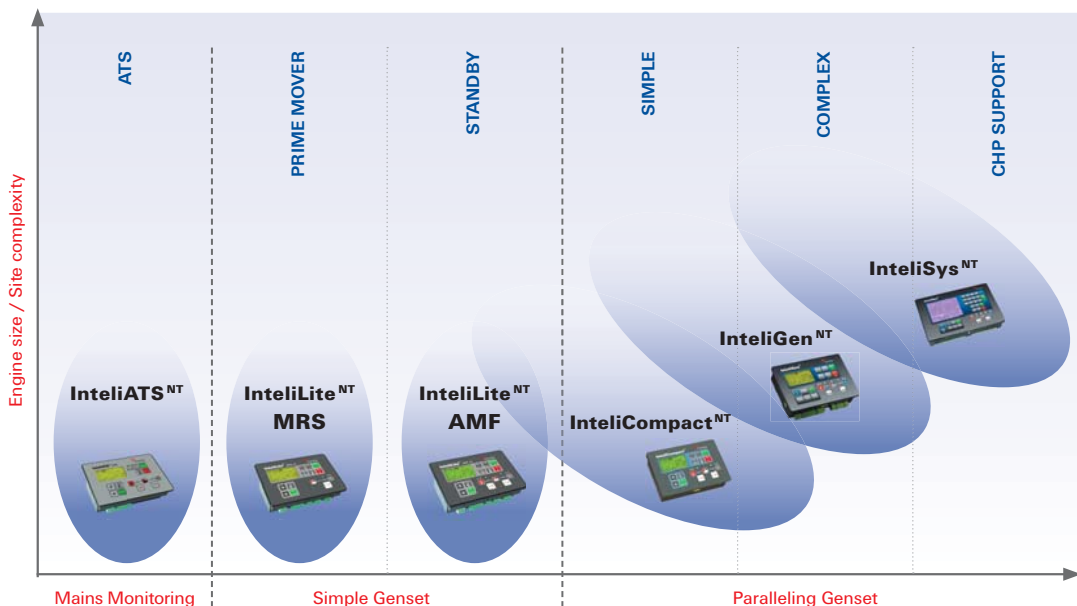 ATS
PRIME MOVER
STANDBY
SIMPLE
COMPLEX
CHP SUPPORT
Engine size / Site complexity
InteliSys NT
InteliGen NT
InteliATS NT
InteliLite NT
MRS
InteliLite NT
AMF
InteliCompact NT
Mains Monitoring
Simple Genset
Paralleling Genset